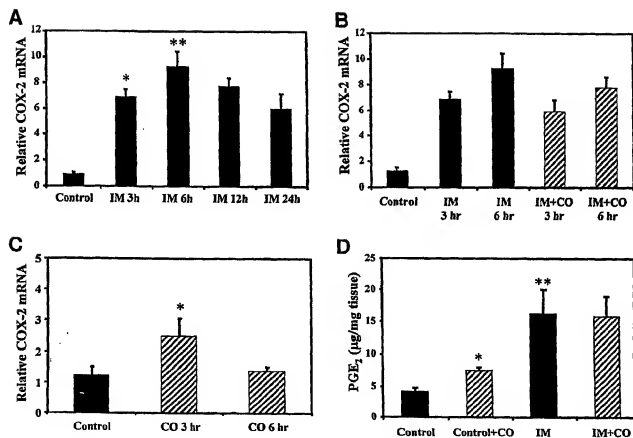 A
Relative COX-2 mRNA
12
10
8
6
4
2
0
*
**
Control IM 3h IM 6h IM 12h IM 24h
B
Relative COX-2 mRNA
12
10
8
6
4
2
0
Control IM IM IM+CO IM+CO
3 hr 6 hr 3 hr 6 hr
C
Relative COX-2 mRNA
5
4
3
2
1
0
*
Control CO 3 hr CO 6 hr
D
PGE2 (µg/mg tissue)
25
20
15
10
5
0
*
**
Control Control+CO IM IM+CO